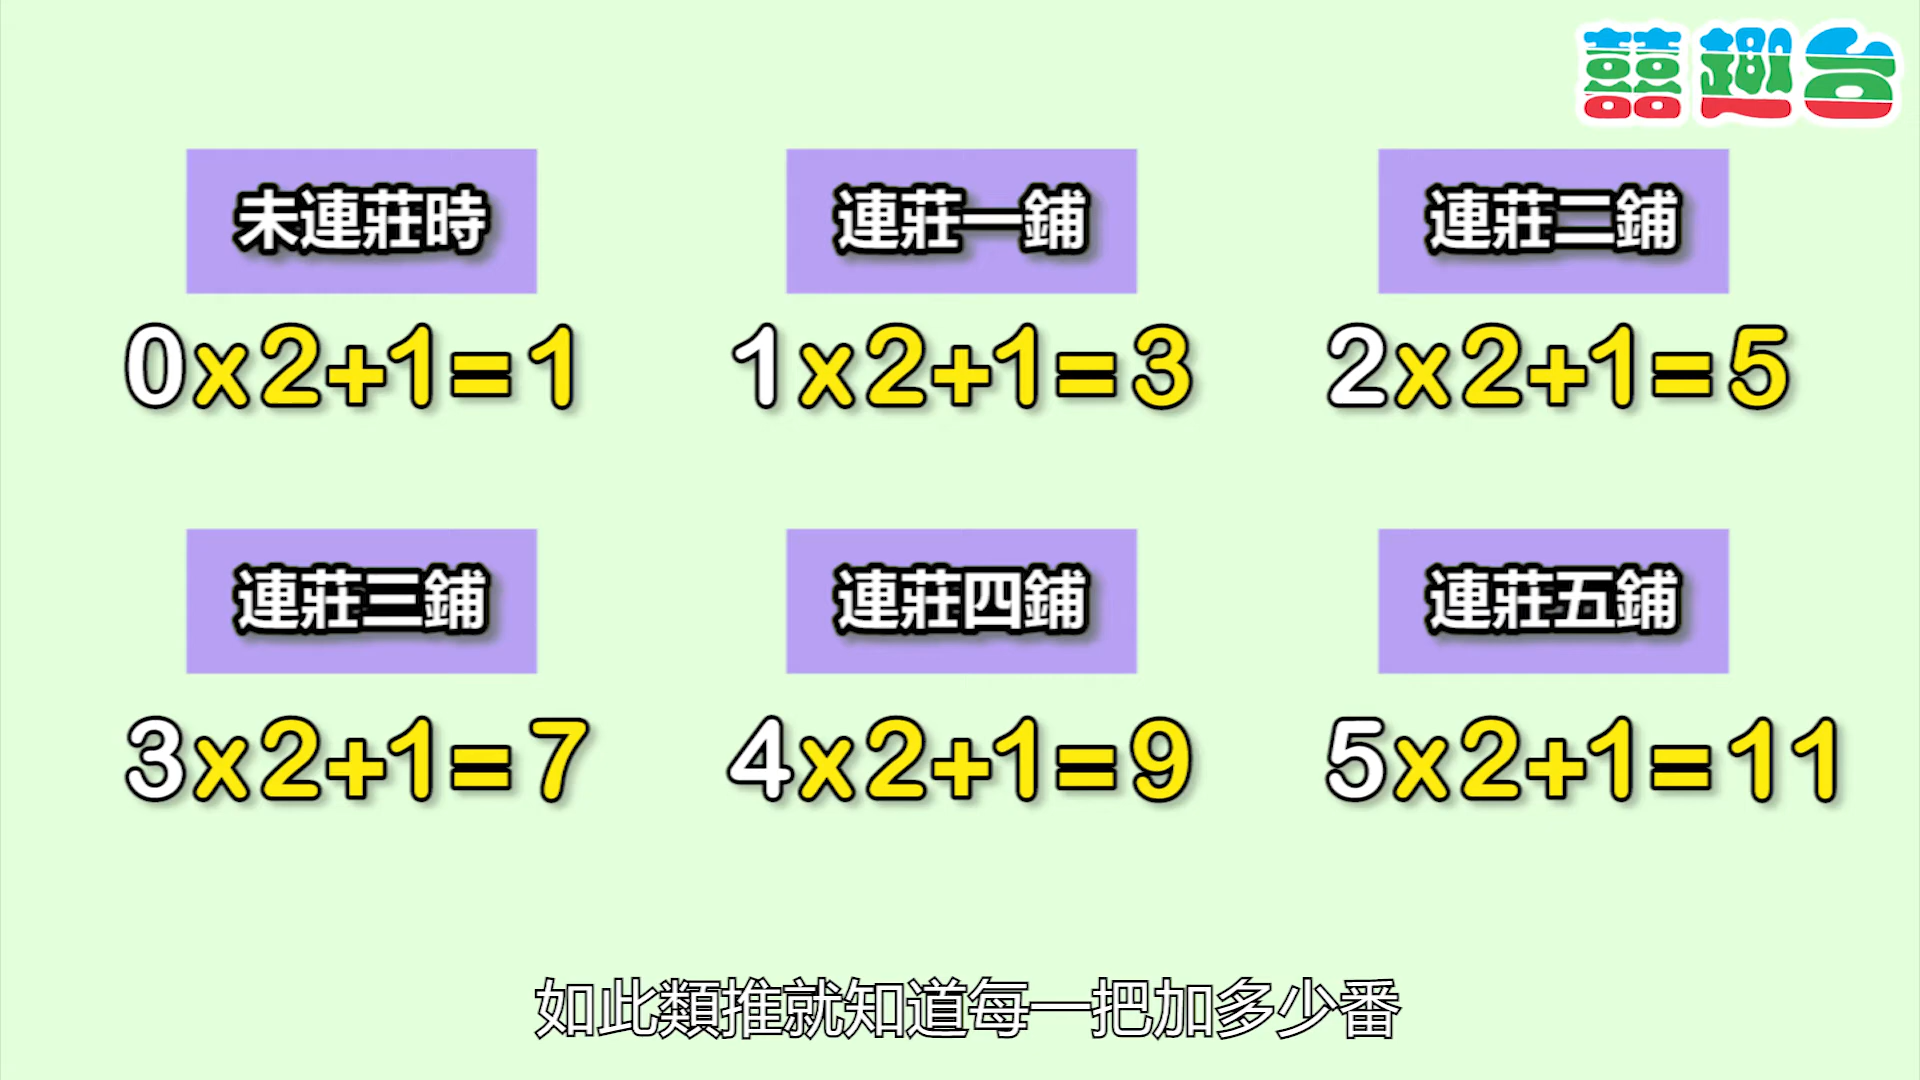 囍趣台
未連莊時
連莊一鋪
連莊二鋪
0x2+1=1
1x2+1=3
2x2+1=5
連莊三鋪
連莊四鋪
連莊五鋪
3x2+1=7
4x2+1=9
5x2+1=11
如此類推就知道每一把加多少番